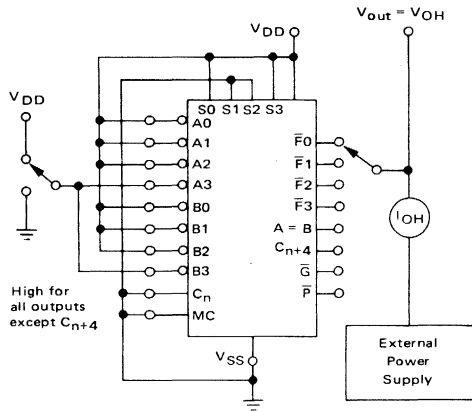 V_DD
V_out = V_OH
S0 S1 S2 S3
V_DD
A0
A1
A2
A3
B0
B1
B2
B3
C_n
MC
F̅0
F̅1
F̅2
F̅3
A = B
C_n+4
G̅
P̅
I_OH
High for
all outputs
except C_n+4
V_SS
External
Power
Supply